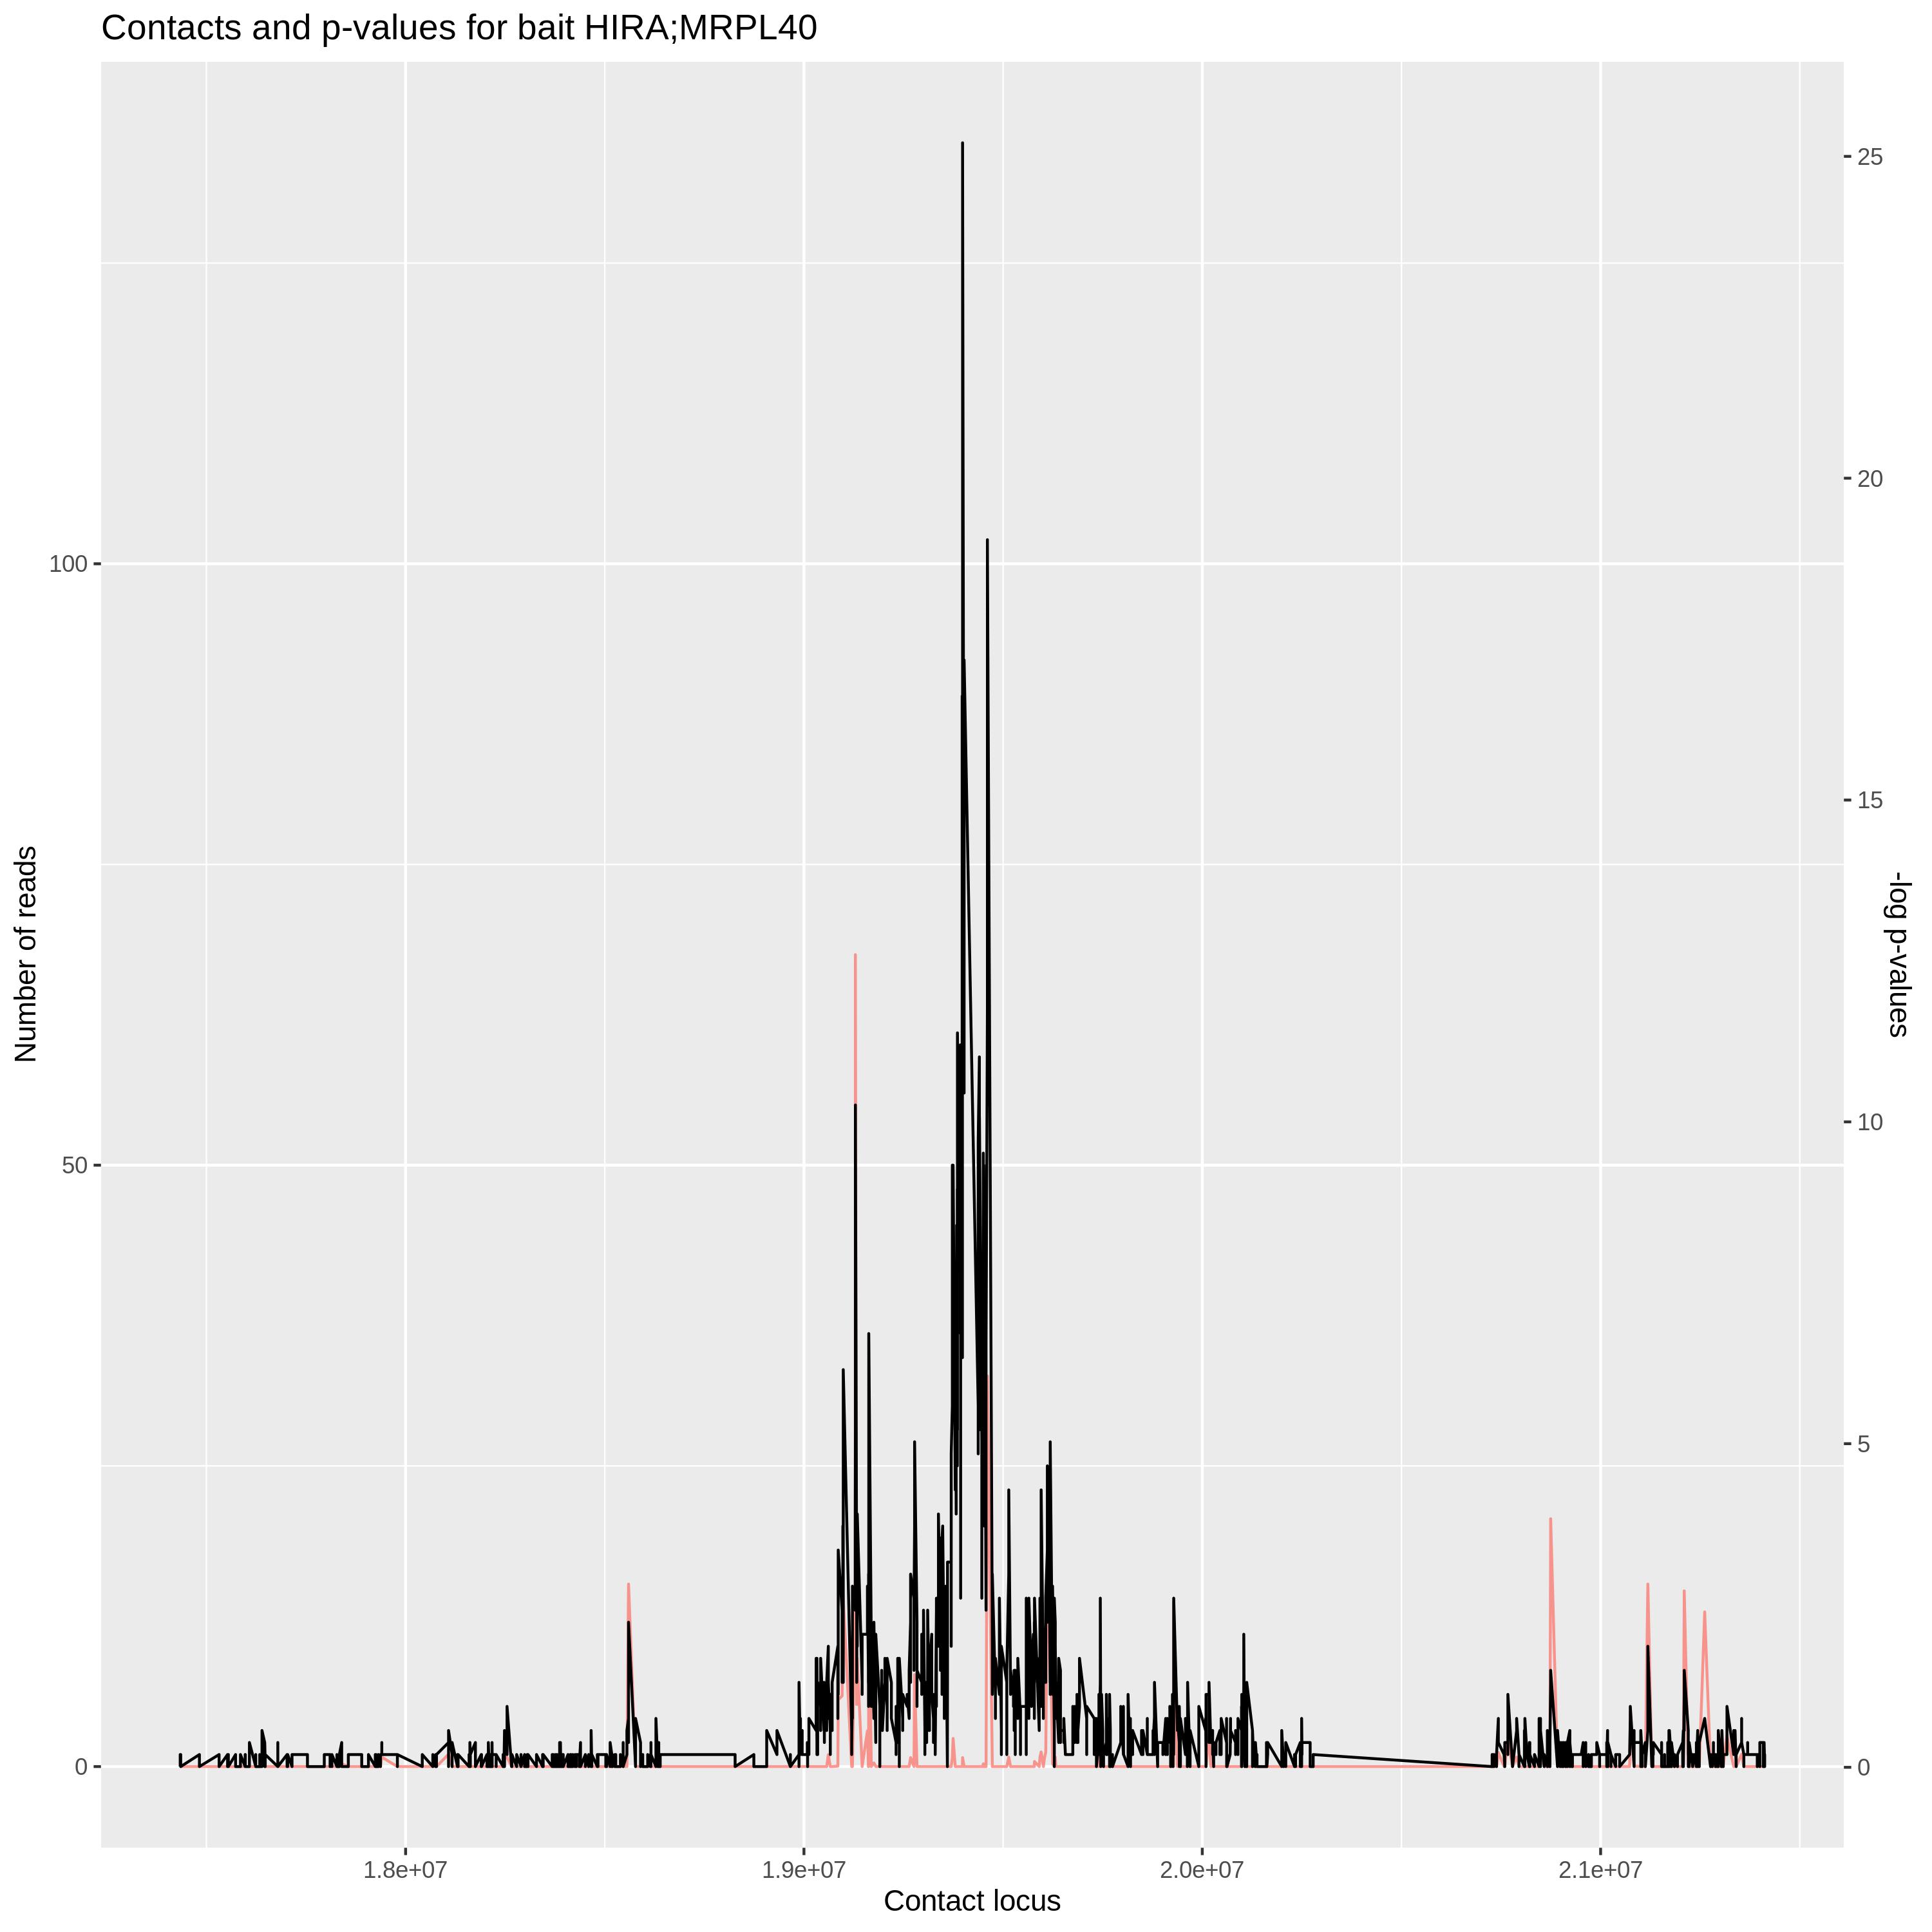 Contacts and p-values for bait HIRA;MRPL40
Number of reads
100
50
0
25
20
15
10
5
0
-log p-values
1.8e+07
1.9e+07
2.0e+07
2.1e+07
Contact locus